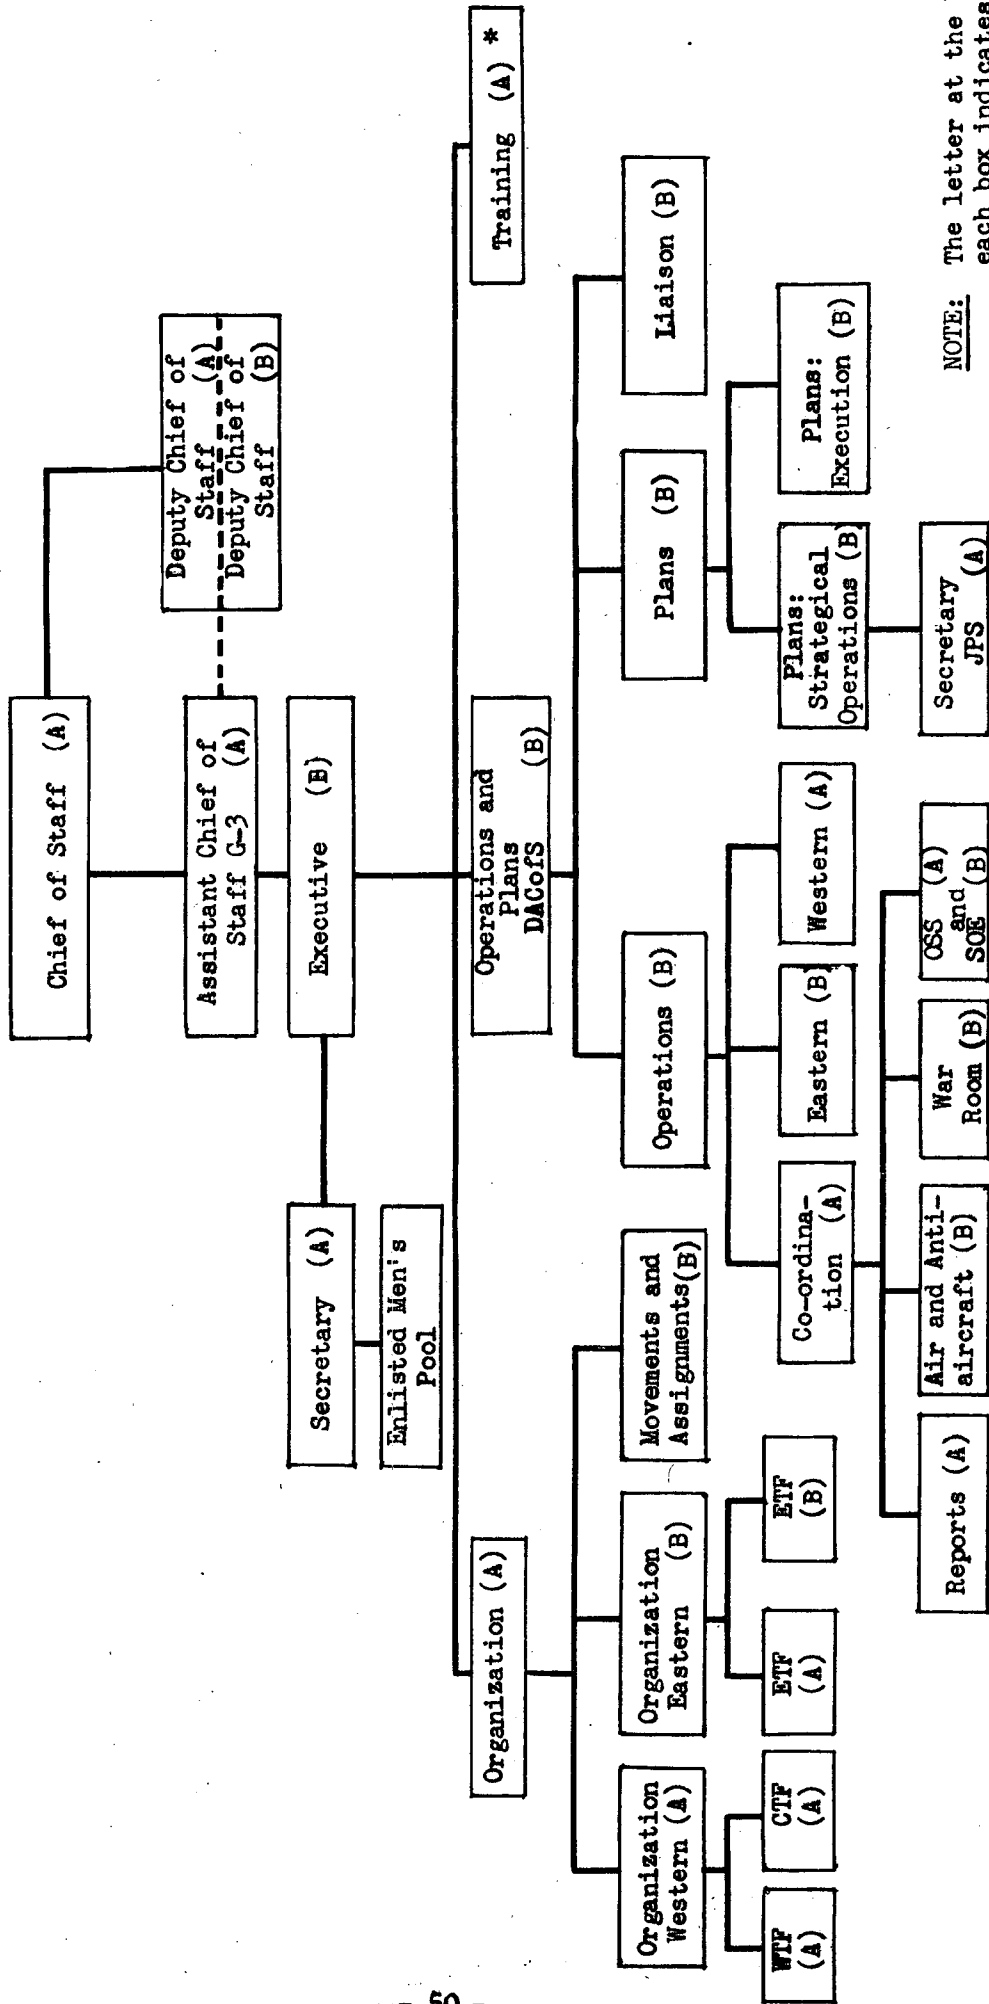 Chief of Staff (A)
Deputy Chief of
Staff (A)
Deputy Chief of
Staff (B)
Assistant Chief of
Staff G-3 (A)
Executive (B)
Secretary (A)
Enlisted Men's
Pool
Organization (A)
Operations and
Plans
DACofS (B)
Training (A) *
Organization
Western (A)
Organization
Eastern (B)
Movements and
Assignments(B)
Operations (B)
Plans (B)
Liaison (B)
WTF
(A)
CTF
(A)
ETF
(A)
ETF
(B)
Co-ordina-
tion (A)
Eastern (B)
Western (A)
Plans:
Strategical
Operations (B)
Plans:
Execution (B)
Reports (A)
Air and Anti-
aircraft (B)
War
Room (B)
OSS (A)
and
SOE (B)
Secretary
JPS (A)
NOTE: The letter at the
each box indicates
- 50 -